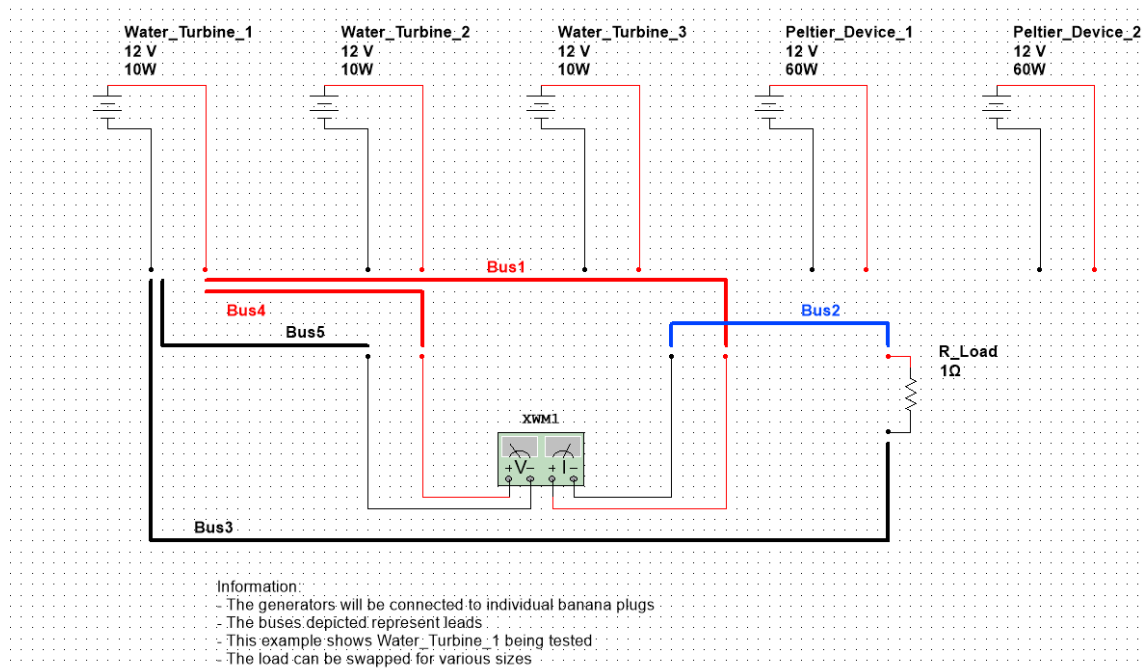 Water_Turbine_1
12 V
10W
Water_Turbine_2
12 V
10W
Water_Turbine_3
12 V
10W
Peltier_Device_1
12 V
60W
Peltier_Device_2
12 V
60W
Bus1
Bus4
Bus2
Bus5
R_Load
1Ω
XWM1
+V- +I-
Bus3
Information:
- The generators will be connected to individual banana plugs
- The buses depicted represent leads
- This example shows Water_Turbine_1 being tested
- The load can be swapped for various sizes